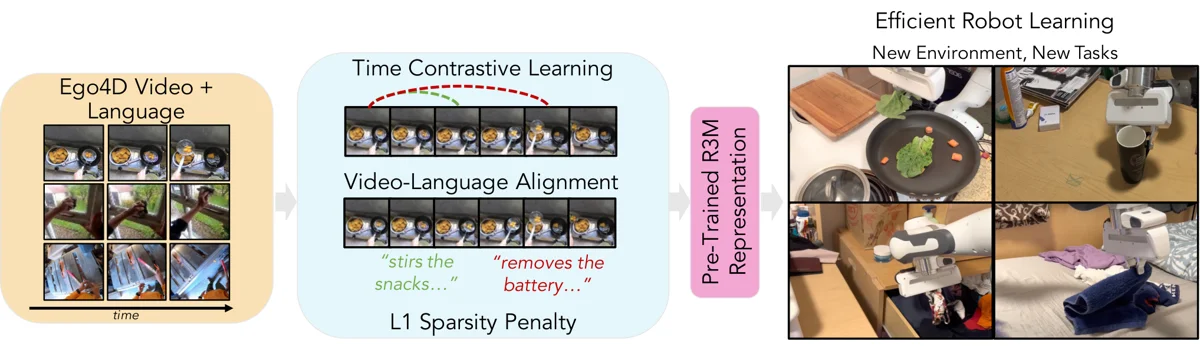 Ego4D Video +
Language
time
Time Contrastive Learning
Video-Language Alignment
“stirs the
snacks…”
“removes the
battery…”
L1 Sparsity Penalty
Pre-Trained R3M
Representation
Efficient Robot Learning
New Environment, New Tasks